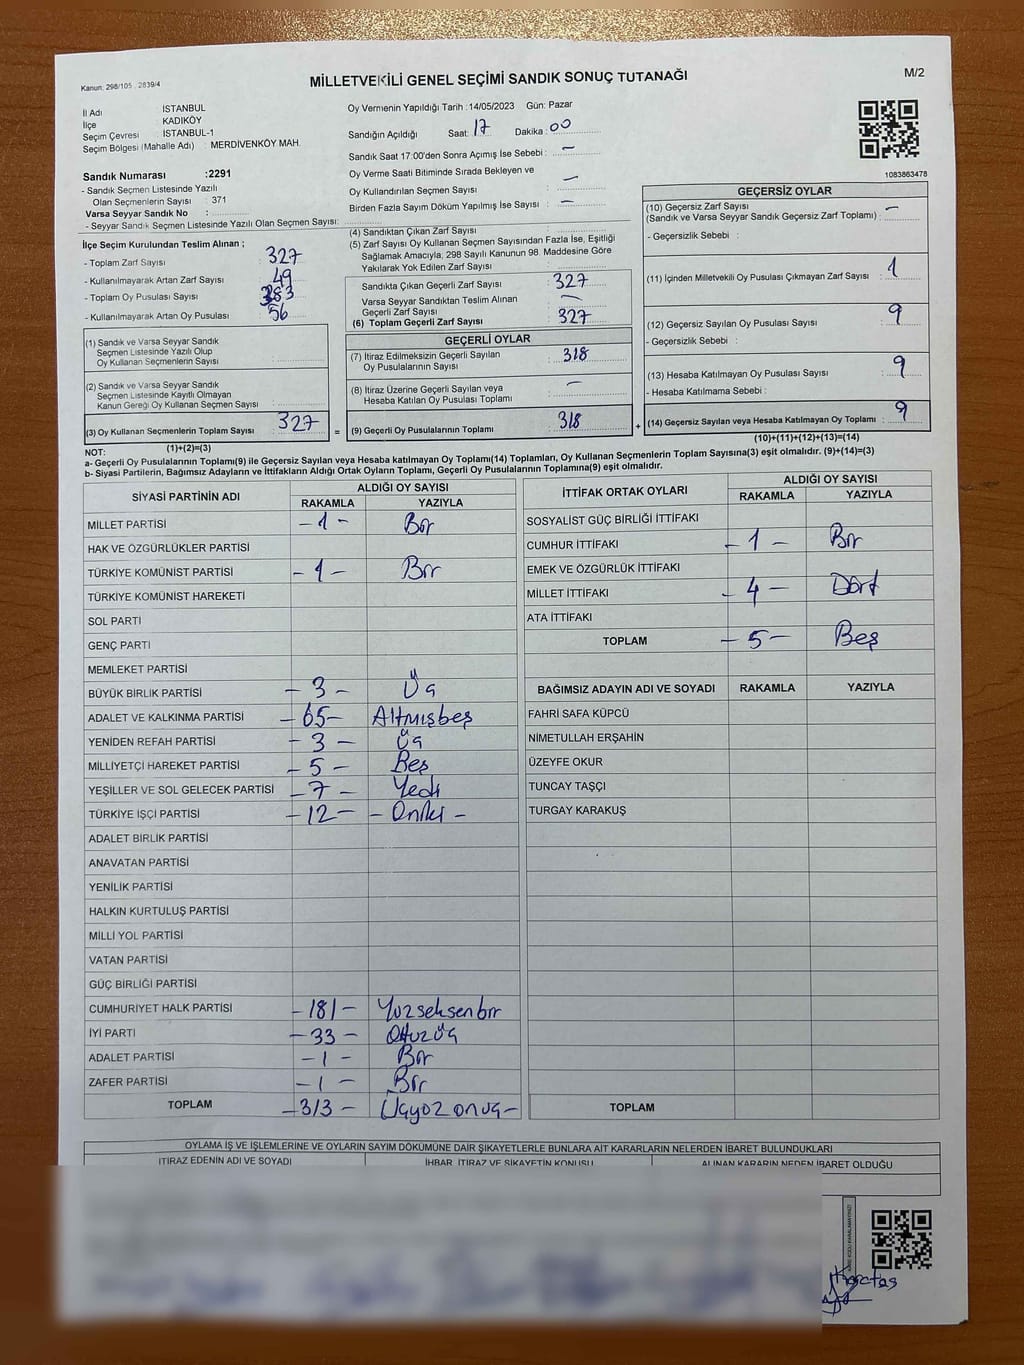 Kanun: 298/105 , 2839/4
MİLLETVEKİLİ GENEL SEÇİMİ SANDIK SONUÇ TUTANAĞI
M/2
İl Adı : İSTANBUL
İlçe : KADIKÖY
Seçim Çevresi : İSTANBUL-1
Seçim Bölgesi (Mahalle Adı) : MERDİVENKÖY MAH.
Sandık Numarası :2291
- Sandık Seçmen Listesinde Yazılı
Olan Seçmenlerin Sayısı : 371
Varsa Seyyar Sandık No :
- Seyyar Sandık Seçmen Listesinde Yazılı Olan Seçmen Sayısı:
Oy Vermenin Yapıldığı Tarih :14/05/2023 Gün: Pazar
Sandığın Açıldığı Saat: 17 Dakika: 00
Sandık Saat 17:00'den Sonra Açımış İse Sebebi : —
Oy Verme Saati Bitiminde Sırada Bekleyen ve
Oy Kullandırılan Seçmen Sayısı : —
Birden Fazla Sayım Döküm Yapılmış İse Sayısı : —
1083863478
İlçe Seçim Kurulundan Teslim Alınan ;
- Toplam Zarf Sayısı : 327
- Kullanılmayarak Artan Zarf Sayısı : 49
- Toplam Oy Pusulası Sayısı : 383
- Kullanılmayarak Artan Oy Pusulası : 56
(4) Sandıktan Çıkan Zarf Sayısı :
(5) Zarf Sayısı Oy Kullanan Seçmen Sayısından Fazla İse, Eşitliği
Sağlamak Amacıyla, 298 Sayılı Kanunun 98. Maddesine Göre
Yakılarak Yok Edilen Zarf Sayısı :
Sandıkta Çıkan Geçerli Zarf Sayısı : 327
Varsa Seyyar Sandıktan Teslim Alınan
Geçerli Zarf Sayısı : —
(6) Toplam Geçerli Zarf Sayısı : 327
GEÇERSİZ OYLAR
(10) Geçersiz Zarf Sayısı
(Sandık ve Varsa Seyyar Sandık Geçersiz Zarf Toplamı) : —
- Geçersizlik Sebebi :
(11) İçinden Milletvekili Oy Pusulası Çıkmayan Zarf Sayısı : 1
(12) Geçersiz Sayılan Oy Pusulası Sayısı : 9
- Geçersizlik Sebebi :
(13) Hesaba Katılmayan Oy Pusulası Sayısı : 9
- Hesaba Katılmama Sebebi :
(14) Geçersiz Sayılan veya Hesaba Katılmayan Oy Toplamı : 9
(10)+(11)+(12)+(13)=(14)
(1) Sandık ve Varsa Seyyar Sandık
Seçmen Listesinde Yazılı Olup
Oy Kullanan Seçmenlerin Sayısı :
(2) Sandık ve Varsa Seyyar Sandık
Seçmen Listesinde Kayıtlı Olmayan
Kanun Gereği Oy Kullanan Seçmen Sayısı :
(3) Oy Kullanan Seçmenlerin Toplam Sayısı : 327 =
(1)+(2)=(3)
GEÇERLİ OYLAR
(7) İtiraz Edilmeksizin Geçerli Sayılan
Oy Pusulalarının Sayısı : 318
(8) İtiraz Üzerine Geçerli Sayılan veya
Hesaba Katılan Oy Pusulası Toplamı : —
(9) Geçerli Oy Pusulalarının Toplamı : 318 +
NOT:
a- Geçerli Oy Pusulalarının Toplamı(9) ile Geçersiz Sayılan veya Hesaba katılmayan Oy Toplamı(14) Toplamları, Oy Kullanan Seçmenlerin Toplam Sayısına(3) eşit olmalıdır. (9)+(14)=(3)
b- Siyasi Partilerin, Bağımsız Adayların ve İttifakların Aldığı Ortak Oyların Toplamı, Geçerli Oy Pusulalarının Toplamına(9) eşit olmalıdır.
SİYASİ PARTİNİN ADI ALDIĞI OY SAYISI
RAKAMLA YAZIYLA
MİLLET PARTİSİ – 1 – Bir
HAK VE ÖZGÜRLÜKLER PARTİSİ
TÜRKİYE KOMÜNİST PARTİSİ – 1 – Bir
TÜRKİYE KOMÜNİST HAREKETİ
SOL PARTİ
GENÇ PARTİ
MEMLEKET PARTİSİ
BÜYÜK BİRLİK PARTİSİ – 3 – Üç
ADALET VE KALKINMA PARTİSİ – 65 – Altmışbeş
YENİDEN REFAH PARTİSİ – 3 – Üç
MİLLİYETÇİ HAREKET PARTİSİ – 5 – Beş
YEŞİLLER VE SOL GELECEK PARTİSİ – 7 – Yedi
TÜRKİYE İŞÇİ PARTİSİ – 12 – – Oniki –
ADALET BİRLİK PARTİSİ
ANAVATAN PARTİSİ
YENİLİK PARTİSİ
HALKIN KURTULUŞ PARTİSİ
MİLLİ YOL PARTİSİ
VATAN PARTİSİ
GÜÇ BİRLİĞİ PARTİSİ
CUMHURİYET HALK PARTİSİ – 181 – Yüzseksenbir
İYİ PARTİ – 33 – Otuzüç
ADALET PARTİSİ – 1 – Bir
ZAFER PARTİSİ – 1 – Bir
TOPLAM – 313 – Üçyüzonüç –
İTTİFAK ORTAK OYLARI ALDIĞI OY SAYISI
RAKAMLA YAZIYLA
SOSYALİST GÜÇ BİRLİĞİ İTTİFAKI
CUMHUR İTTİFAKI – 1 – Bir
EMEK VE ÖZGÜRLÜK İTTİFAKI
MİLLET İTTİFAKI – 4 – Dört
ATA İTTİFAKI
TOPLAM – 5 – Beş
BAĞIMSIZ ADAYIN ADI VE SOYADI RAKAMLA YAZIYLA
FAHRİ SAFA KÜPCÜ
NİMETULLAH ERŞAHİN
ÜZEYFE OKUR
TUNCAY TAŞÇI
TURGAY KARAKUŞ
TOPLAM
OYLAMA İŞ VE İŞLEMLERİNE VE OYLARIN SAYIM DÖKÜMÜNE DAİR ŞİKAYETLERLE BUNLARA AİT KARARLARIN NELERDEN İBARET BULUNDUKLARI
İTİRAZ EDENİN ADI VE SOYADI İHBAR, İTİRAZ VE ŞİKAYETİN KONUSU ALINAN KARARIN NEDEN İBARET OLDUĞU